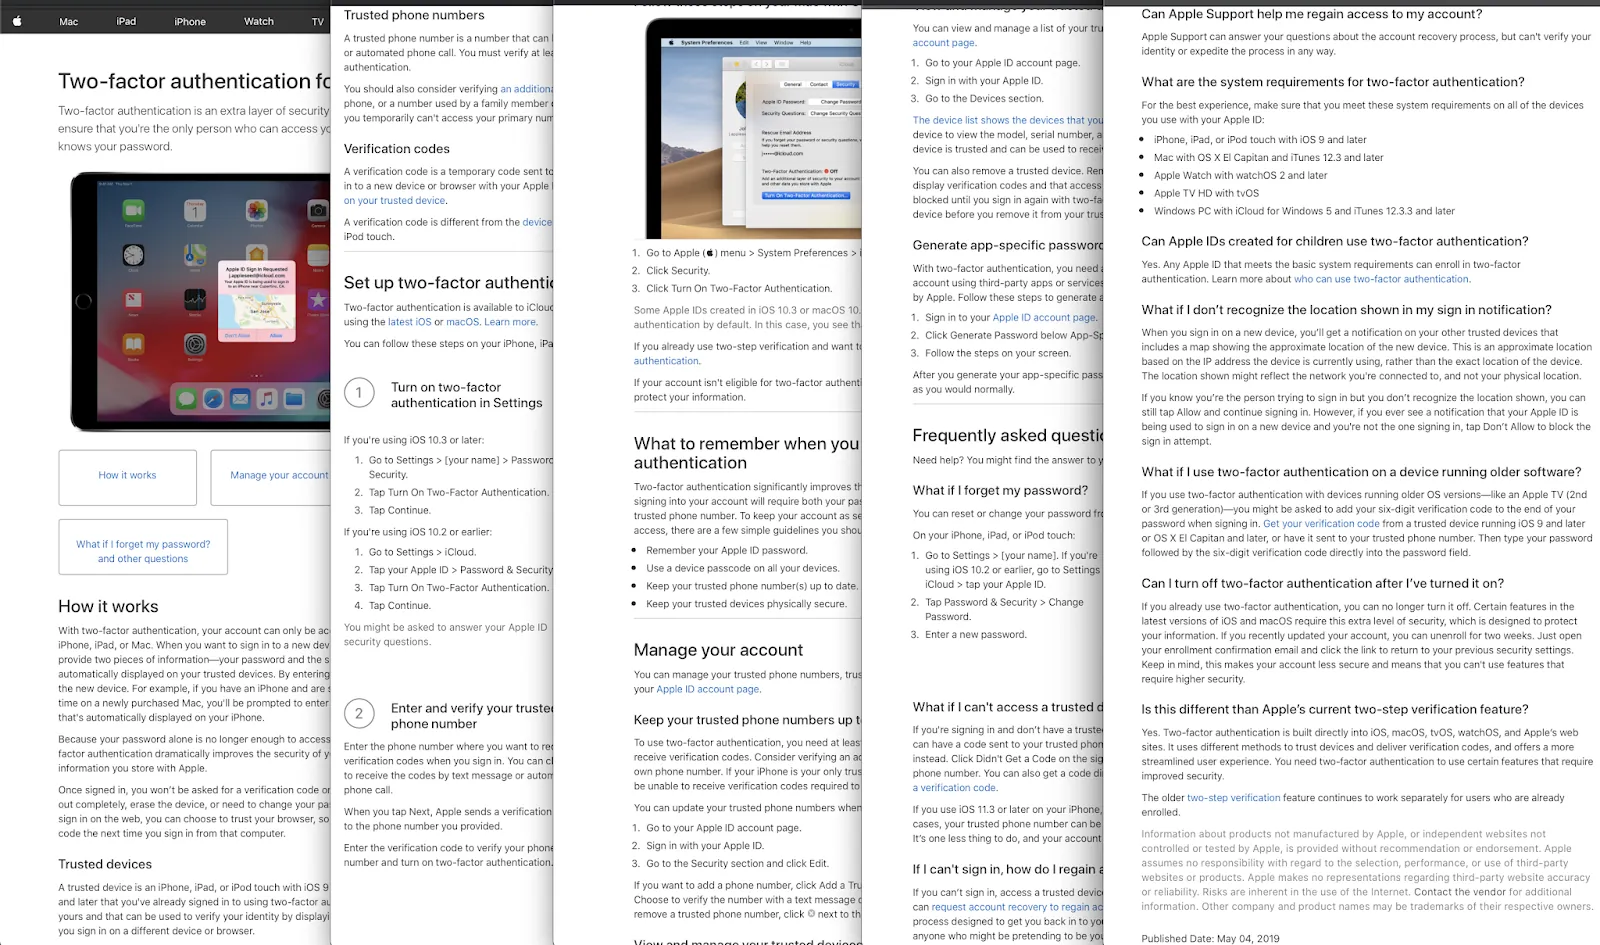 Mac
iPad
iPhone
Watch
TV
Two-factor authentication fo
Two-factor authentication is an extra layer of security
ensure that you're the only person who can access yo
knows your password.
Apple ID Sign In Requested
Don't Allow
Allow
How it works
Manage your account
What if I forget my password?
and other questions
How it works
With two-factor authentication, your account can only be ac
iPhone, iPad, or Mac. When you want to sign in to a new dev
provide two pieces of information—your password and the s
automatically displayed on your trusted devices. By entering
the new device. For example, if you have an iPhone and are s
time on a newly purchased Mac, you'll be prompted to enter
that's automatically displayed on your iPhone.
Because your password alone is no longer enough to access
factor authentication dramatically improves the security of y
information you store with Apple.
Once signed in, you won't be asked for a verification code or
out completely, erase the device, or need to change your pa
sign in on the web, you can choose to trust your browser, so
code the next time you sign in from that computer.
Trusted devices
A trusted device is an iPhone, iPad, or iPod touch with iOS 9
and later that you've already signed in to using two-factor au
yours and that can be used to verify your identity by displayi
you sign in on a different device or browser.
Trusted phone numbers
A trusted phone number is a number that can
or automated phone call. You must verify at lea
authentication.
You should also consider verifying an additiona
phone, or a number used by a family member o
you temporarily can't access your primary num
Verification codes
A verification code is a temporary code sent to
in to a new device or browser with your Apple
on your trusted device.
A verification code is different from the device
iPod touch.
Set up two-factor authentic
Two-factor authentication is available to iClou
using the latest iOS or macOS. Learn more.
You can follow these steps on your iPhone, iPa
1
Turn on two-factor
authentication in Settings
If you're using iOS 10.3 or later:
1. Go to Settings > [your name] > Password
Security.
2. Tap Turn On Two-Factor Authentication.
3. Tap Continue.
If you're using iOS 10.2 or earlier:
1. Go to Settings > iCloud.
2. Tap your Apple ID > Password & Security
3. Tap Turn On Two-Factor Authentication.
4. Tap Continue.
You might be asked to answer your Apple ID
security questions.
2
Enter and verify your truste
phone number
Enter the phone number where you want to re
verification codes when you sign in. You can c
to receive the codes by text message or autom
phone call.
When you tap Next, Apple sends a verification
to the phone number you provided.
Enter the verification code to verify your phone
number and turn on two-factor authentication.
System Preferences Edit View Window Help
General
Contact
Security
Apple ID Password: Change Password
Security Questions: Change Security Ques
Rescue Email Address
Two-Factor Authentication: Off
Turn On Two-Factor Authentication...
1. Go to Apple () menu > System Preferences > i
2. Click Security.
3. Click Turn On Two-Factor Authentication.
Some Apple IDs created in iOS 10.3 or macOS 10.
authentication by default. In this case, you see tha
If you already use two-step verification and want to
authentication.
If your account isn't eligible for two-factor authent
protect your information.
What to remember when you
authentication
Two-factor authentication significantly improves th
signing into your account will require both your pas
trusted phone number. To keep your account as se
access, there are a few simple guidelines you shou
• Remember your Apple ID password.
• Use a device passcode on all your devices.
• Keep your trusted phone number(s) up to date.
• Keep your trusted devices physically secure.
Manage your account
You can manage your trusted phone numbers, trus
your Apple ID account page.
Keep your trusted phone numbers up t
To use two-factor authentication, you need at leas
receive verification codes. Consider verifying an ad
own phone number. If your iPhone is your only trus
be unable to receive verification codes required to
You can update your trusted phone numbers when
1. Go to your Apple ID account page.
2. Sign in with your Apple ID.
3. Go to the Security section and click Edit.
If you want to add a phone number, click Add a Tru
Choose to verify the number with a text message o
remove a trusted phone number, click next to th
View and manage your trusted device
You can view and manage a list of your tru
account page.
1. Go to your Apple ID account page.
2. Sign in with your Apple ID.
3. Go to the Devices section.
The device list shows the devices that you
device to view the model, serial number, a
device is trusted and can be used to recei
You can also remove a trusted device. Rem
display verification codes and that access
blocked until you sign in again with two-fa
device before you remove it from your trus
Generate app-specific password
With two-factor authentication, you need a
account using third-party apps or services
by Apple. Follow these steps to generate a
1. Sign in to your Apple ID account page.
2. Click Generate Password below App-Sp
3. Follow the steps on your screen.
After you generate your app-specific pass
as you would normally.
Frequently asked questio
Need help? You might find the answer to y
What if I forget my password?
You can reset or change your password fro
On your iPhone, iPad, or iPod touch:
1. Go to Settings > [your name]. If you're
using iOS 10.2 or earlier, go to Settings
iCloud > tap your Apple ID.
2. Tap Password & Security > Change
Password.
3. Enter a new password.
What if I can't access a trusted d
If you're signing in and don't have a truste
can have a code sent to your trusted phon
instead. Click Didn't Get a Code on the sig
phone number. You can also get a code di
a verification code.
If you use iOS 11.3 or later on your iPhone,
cases, your trusted phone number can be
It's one less thing to do, and your account
If I can't sign in, how do I regain a
If you can't sign in, access a trusted devic
can request account recovery to regain ac
process designed to get you back in to yo
anyone who might be pretending to be you
Can Apple Support help me regain access to my account?
Apple Support can answer your questions about the account recovery process, but can't verify your
identity or expedite the process in any way.
What are the system requirements for two-factor authentication?
For the best experience, make sure that you meet these system requirements on all of the devices
you use with your Apple ID:
• iPhone, iPad, or iPod touch with iOS 9 and later
• Mac with OS X El Capitan and iTunes 12.3 and later
• Apple Watch with watchOS 2 and later
• Apple TV HD with tvOS
• Windows PC with iCloud for Windows 5 and iTunes 12.3.3 and later
Can Apple IDs created for children use two-factor authentication?
Yes. Any Apple ID that meets the basic system requirements can enroll in two-factor
authentication. Learn more about who can use two-factor authentication.
What if I don't recognize the location shown in my sign in notification?
When you sign in on a new device, you'll get a notification on your other trusted devices that
includes a map showing the approximate location of the new device. This is an approximate location
based on the IP address the device is currently using, rather than the exact location of the device.
The location shown might reflect the network you're connected to, and not your physical location.
If you know you're the person trying to sign in but you don't recognize the location shown, you can
still tap Allow and continue signing in. However, if you ever see a notification that your Apple ID is
being used to sign in on a new device and you're not the one signing in, tap Don't Allow to block the
sign in attempt.
What if I use two-factor authentication on a device running older software?
If you use two-factor authentication with devices running older OS versions—like an Apple TV (2nd
or 3rd generation)—you might be asked to add your six-digit verification code to the end of your
password when signing in. Get your verification code from a trusted device running iOS 9 and later
or OS X El Capitan and later, or have it sent to your trusted phone number. Then type your password
followed by the six-digit verification code directly into the password field.
Can I turn off two-factor authentication after I've turned it on?
If you already use two-factor authentication, you can no longer turn it off. Certain features in the
latest versions of iOS and macOS require this extra level of security, which is designed to protect
your information. If you recently updated your account, you can unenroll for two weeks. Just open
your enrollment confirmation email and click the link to return to your previous security settings.
Keep in mind, this makes your account less secure and means that you can't use features that
require higher security.
Is this different than Apple's current two-step verification feature?
Yes. Two-factor authentication is built directly into iOS, macOS, tvOS, watchOS, and Apple's web
sites. It uses different methods to trust devices and deliver verification codes, and offers a more
streamlined user experience. You need two-factor authentication to use certain features that require
improved security.
The older two-step verification feature continues to work separately for users who are already
enrolled.
Information about products not manufactured by Apple, or independent websites not
controlled or tested by Apple, is provided without recommendation or endorsement. Apple
assumes no responsibility with regard to the selection, performance, or use of third-party
websites or products. Apple makes no representations regarding third-party website accuracy
or reliability. Risks are inherent in the use of the Internet. Contact the vendor for additional
information. Other company and product names may be trademarks of their respective owners.
Published Date: May 04, 2019